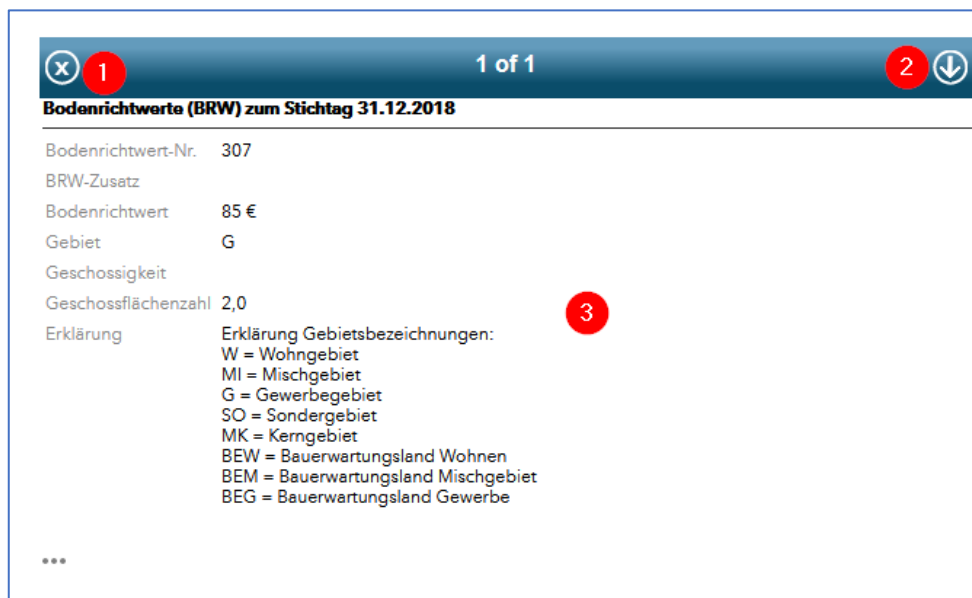 x 1 1 of 1 2
Bodenrichtwerte (BRW) zum Stichtag 31.12.2018
Bodenrichtwert-Nr. 307
BRW-Zusatz
Bodenrichtwert 85 €
Gebiet G
Geschossigkeit
Geschossflächenzahl 2,0
3
Erklärung Erklärung Gebietsbezeichnungen:
W = Wohngebiet
MI = Mischgebiet
G = Gewerbegebiet
SO = Sondergebiet
MK = Kerngebiet
BEW = Bauerwartungsland Wohnen
BEM = Bauerwartungsland Mischgebiet
BEG = Bauerwartungsland Gewerbe
•••